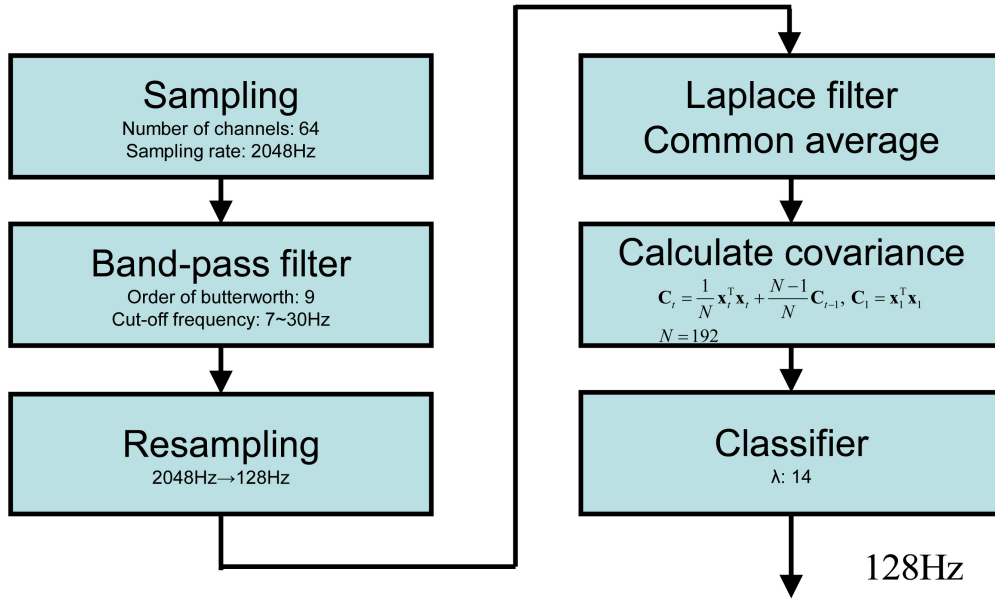 Sampling
Number of channels: 64
Sampling rate: 2048Hz
Band-pass filter
Order of butterworth: 9
Cut-off frequency: 7~30Hz
Resampling
2048Hz→128Hz
Laplace filter
Common average
Calculate covariance
C_t = 1/N x_t^T x_t + N−1/N C_{t−1}, C_1 = x_1^T x_1
N = 192
Classifier
λ: 14
128Hz